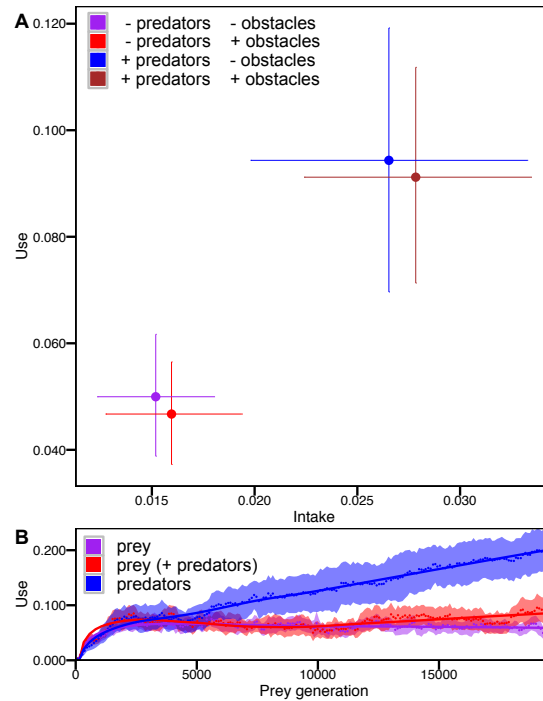 A
- predators - obstacles
- predators + obstacles
+ predators - obstacles
+ predators + obstacles
0.120
0.100
0.080
0.060
0.040
Use
0.015 0.020 0.025 0.030
Intake
B
prey
prey (+ predators)
predators
0.200
0.100
0.000
Use
0 5000 10000 15000
Prey generation